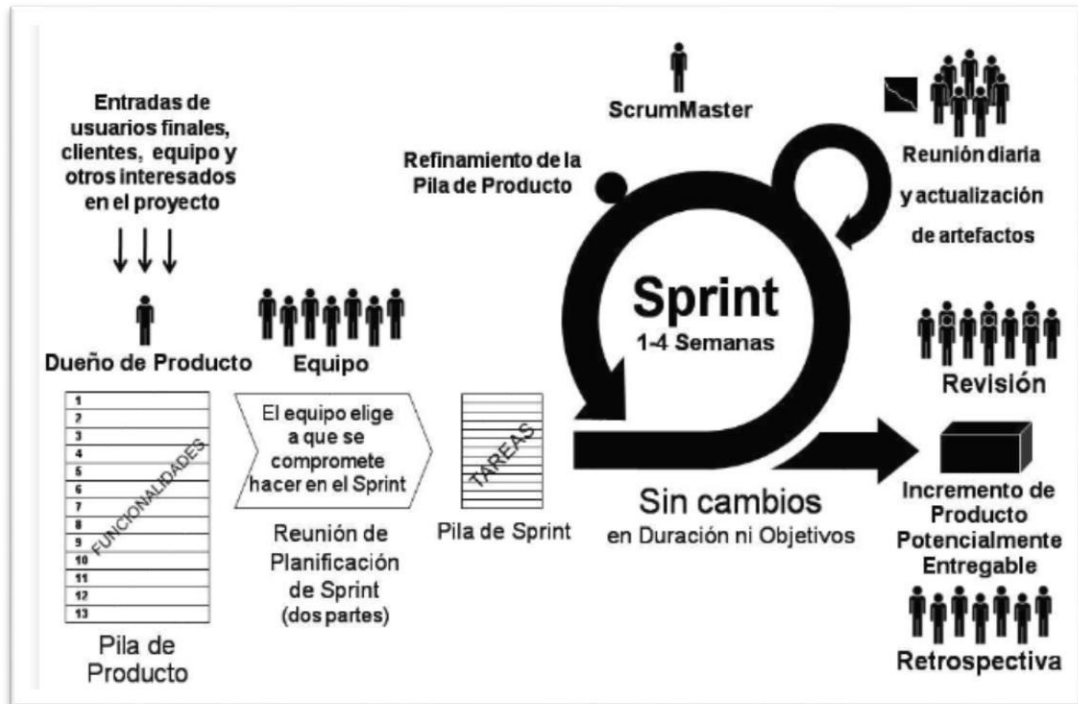 Entradas de
usuarios finales,
clientes, equipo y
otros interesados
en el proyecto
Dueño de Producto
1
2
3
4
5
6
7
8
9
10
11
12
13
FUNCIONALIDADES
Pila de
Producto
Equipo
El equipo elige
a que se
compromete
hacer en el Sprint
Reunión de
Planificación
de Sprint
(dos partes)
TAREAS
Pila de Sprint
Refinamiento de la
Pila de Producto
ScrumMaster
Sprint
1-4 Semanas
Sin cambios
en Duración ni Objetivos
Reunión diaria
y actualización
de artefactos
Revisión
Incremento de
Producto
Potencialmente
Entregable
Retrospectiva